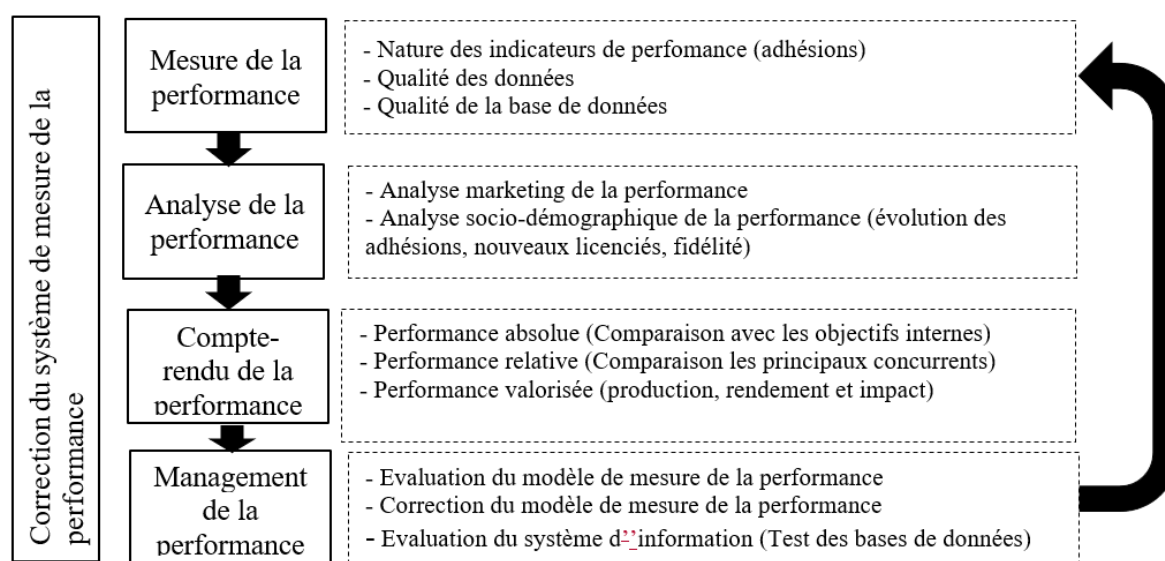 Correction du système de mesure de la
performance
Mesure de la
performance
- Nature des indicateurs de perfomance (adhésions)
- Qualité des données
- Qualité de la base de données
Analyse de la
performance
- Analyse marketing de la performance
- Analyse socio-démographique de la performance (évolution des
adhésions, nouveaux licenciés, fidélité)
Compte-
rendu de la
performance
- Performance absolue (Comparaison avec les objectifs internes)
- Performance relative (Comparaison les principaux concurrents)
- Performance valorisée (production, rendement et impact)
Management
de la
performance
- Evaluation du modèle de mesure de la performance
- Correction du modèle de mesure de la performance
- Evaluation du système d’’information (Test des bases de données)